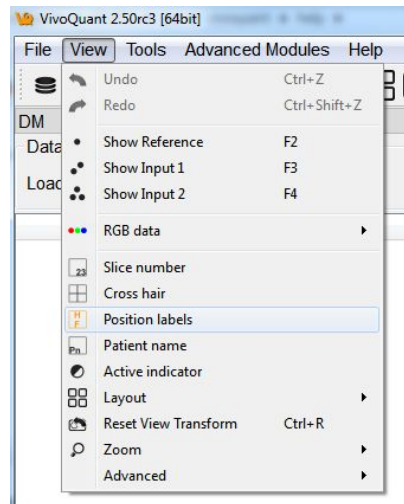 VivoQuant 2.50rc3 [64bit]
File View Tools Advanced Modules Help
Undo Ctrl+Z
Redo Ctrl+Shift+Z
DM
Data
Show Reference F2
Show Input 1 F3
Load
Show Input 2 F4
RGB data
23 Slice number
Cross hair
H F Position labels
Pn Patient name
Active indicator
Layout
Reset View Transform Ctrl+R
Zoom
Advanced